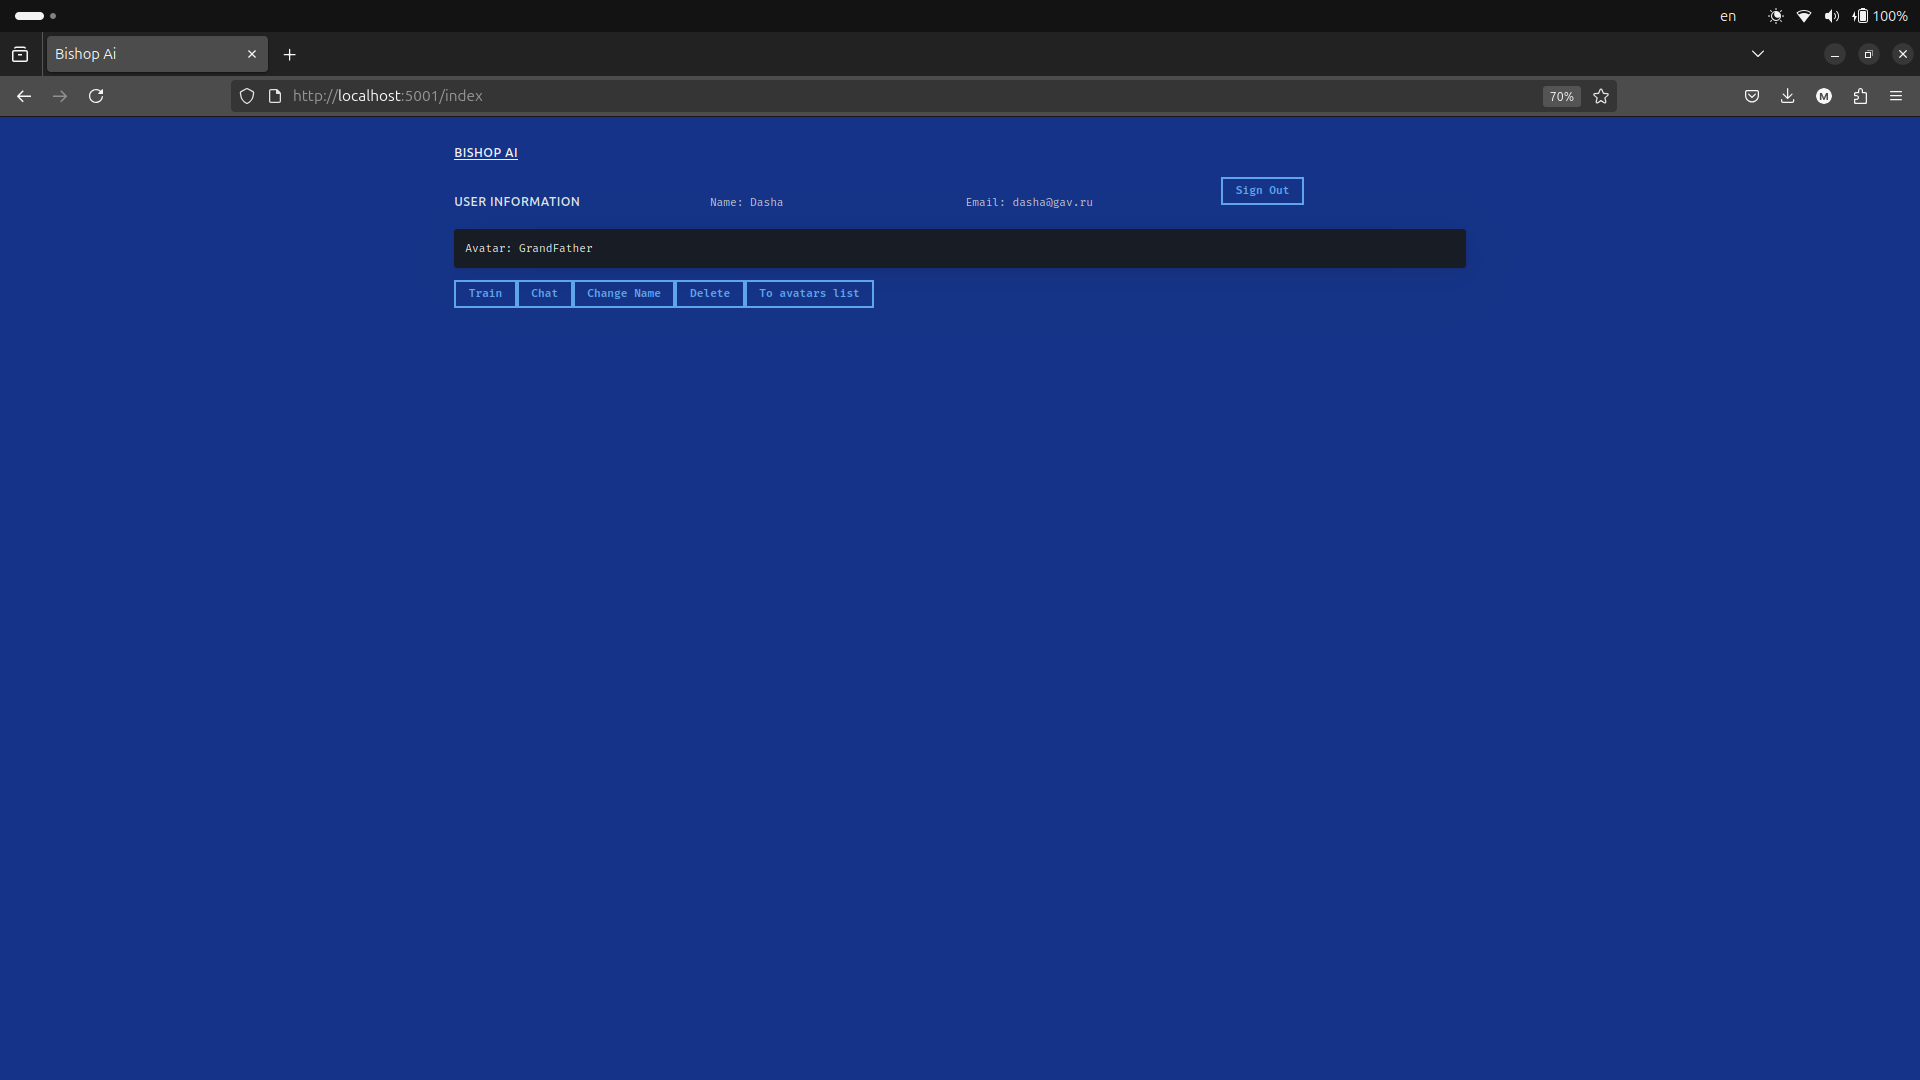 en 100%
Bishop Ai
http://localhost:5001/index 70%
M
BISHOP AI
Sign Out
USER INFORMATION Name: Dasha Email: dasha@gav.ru
Avatar: GrandFather
Train Chat Change Name Delete To avatars list